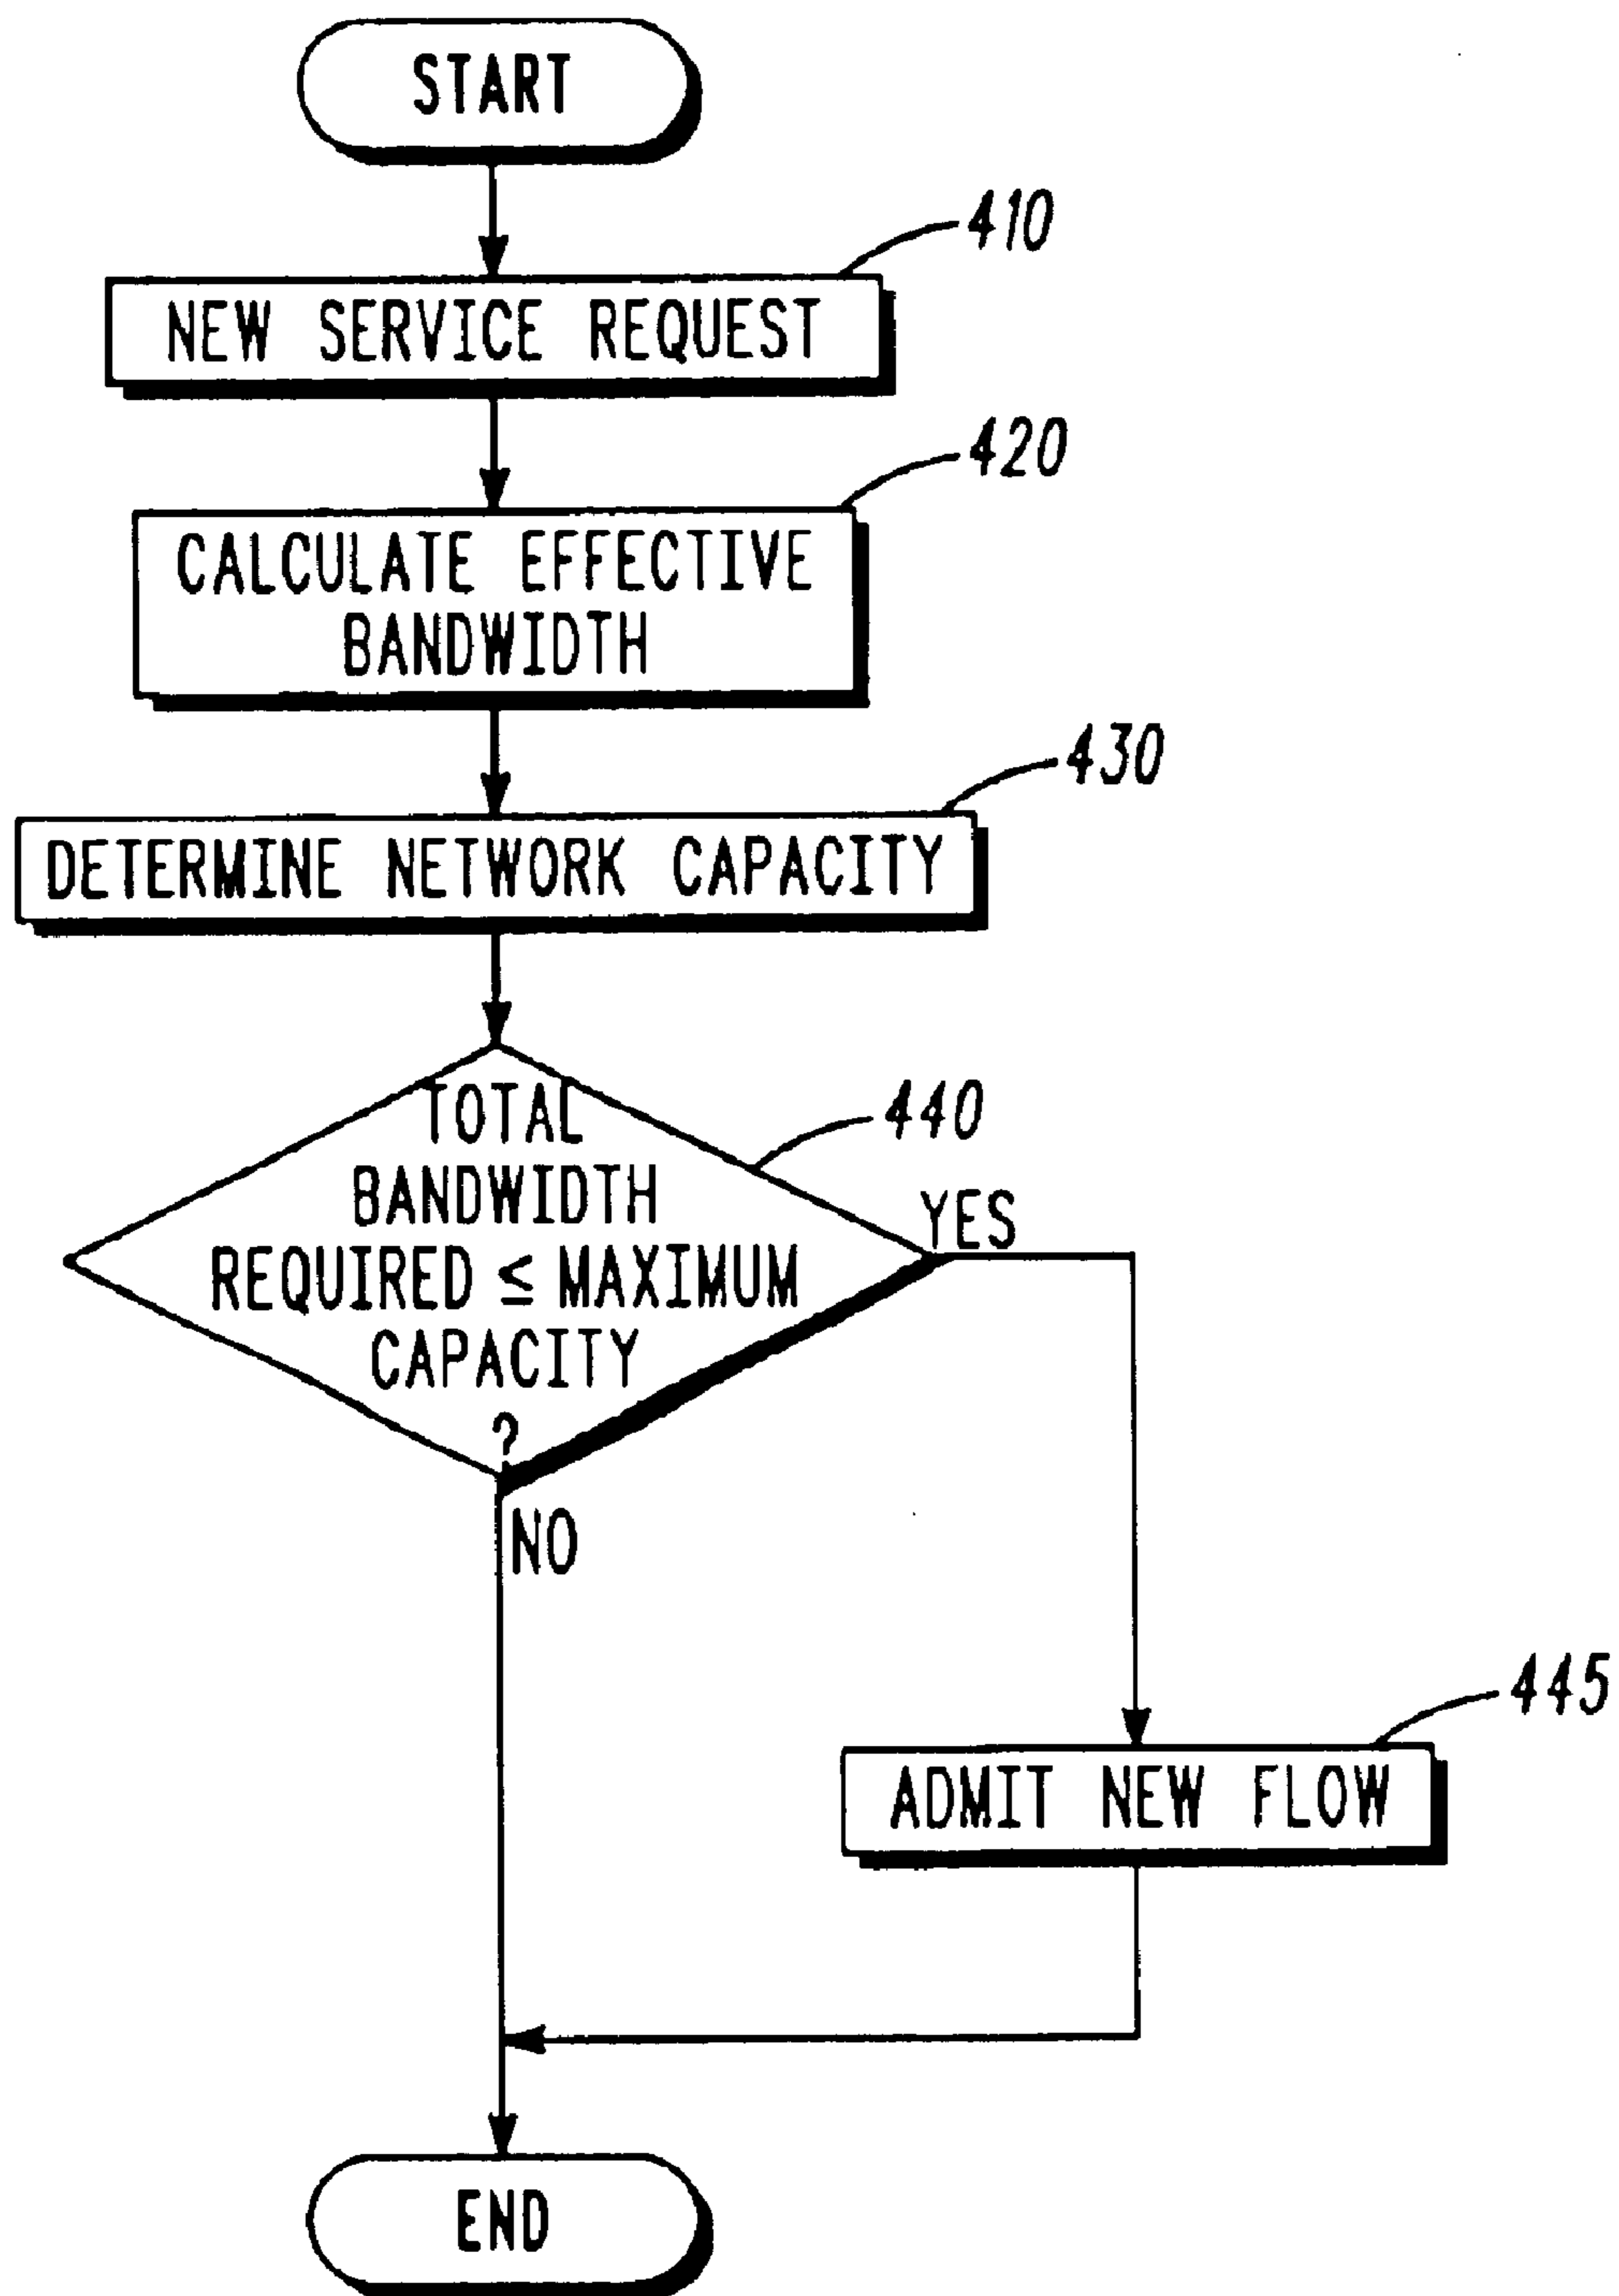 START
410
NEW SERVICE REQUEST
420
CALCULATE EFFECTIVE
BANDWIDTH
430
DETERMINE NETWORK CAPACITY
440
TOTAL
BANDWIDTH
REQUIRED ≤ MAXIMUM
CAPACITY
?
YES
NO
445
ADMIT NEW FLOW
END